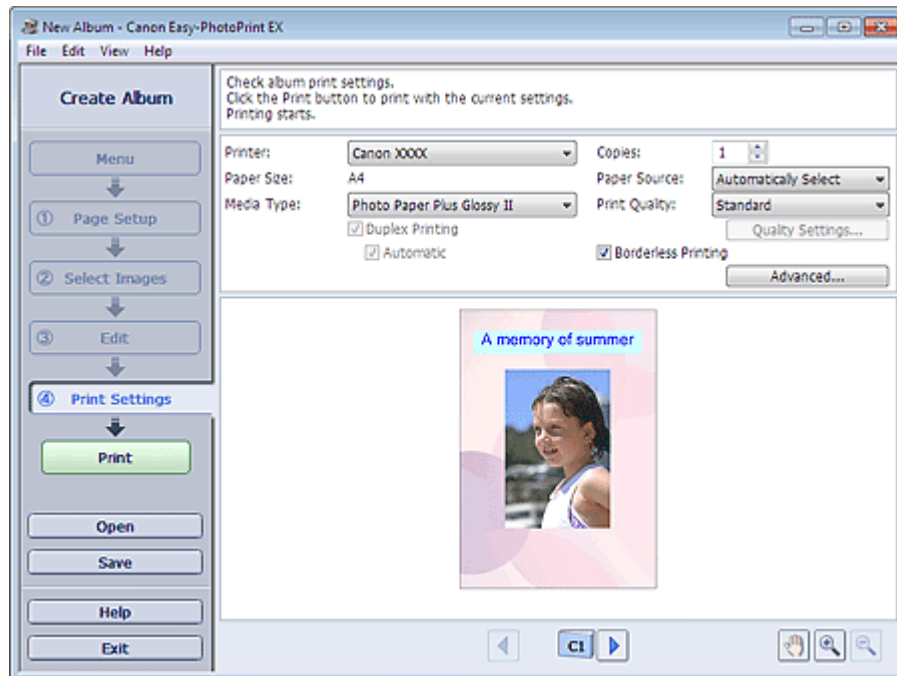 New Album - Canon Easy-PhotoPrint EX
File Edit View Help
Create Album
Menu
① Page Setup
② Select Images
③ Edit
④ Print Settings
Print
Open
Save
Help
Exit
Check album print settings.
Click the Print button to print with the current settings.
Printing starts.
Printer: Canon XXXX Copies: 1
Paper Size: A4 Paper Source: Automatically Select
Media Type: Photo Paper Plus Glossy II Print Quality: Standard
Duplex Printing Quality Settings...
Automatic Borderless Printing
Advanced...
A memory of summer
C1